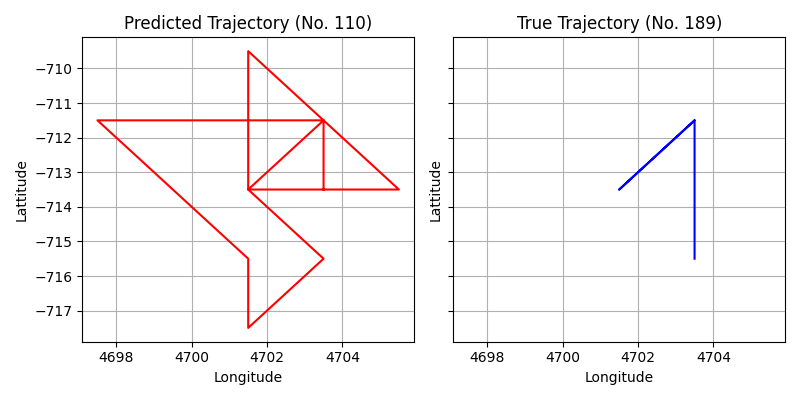 Predicted Trajectory (No. 110)
−710
−711
−712
−713
−714
−715
−716
−717
Lattitude
4698 4700 4702 4704
Longitude
True Trajectory (No. 189)
Lattitude
4698 4700 4702 4704
Longitude